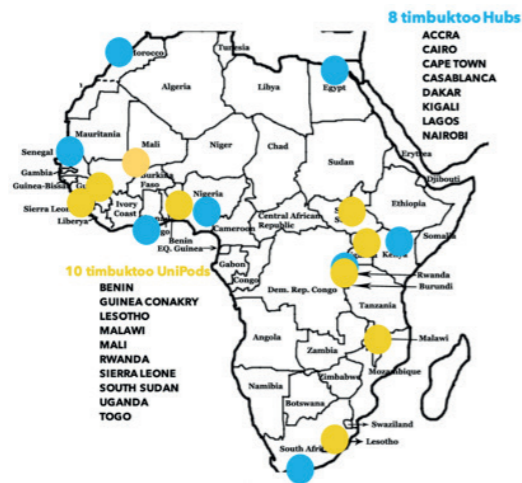 8 timbuktoo Hubs
ACCRA
CAIRO
CAPE TOWN
CASABLANCA
DAKAR
KIGALI
LAGOS
NAIROBI
Morocco
Tunisia
Algeria
Libya
Egypt
Mauritania
Mali
Niger
Chad
Sudan
Erythea
Djibouti
Senegal
Gambia
Guinea-Bissau
Burkina
Faso
Nigeria
Ethiopia
Sierra Leone
Ivory
Coast
Liberya
Benin
Cameroon
Central African
Republic
Somalia
EQ. Guinea
Gabon
Congo
Dem. Rep. Congo
Kenya
Rwanda
Burundi
Tanzania
10 timbuktoo UniPods
BENIN
GUINEA CONAKRY
LESOTHO
MALAWI
MALI
RWANDA
SIERRA LEONE
SOUTH SUDAN
UGANDA
TOGO
Angola
Zambia
Malawi
Mozambique
Zimbabwe
Namibia
Botswana
Swaziland
South Afri
Lesotho